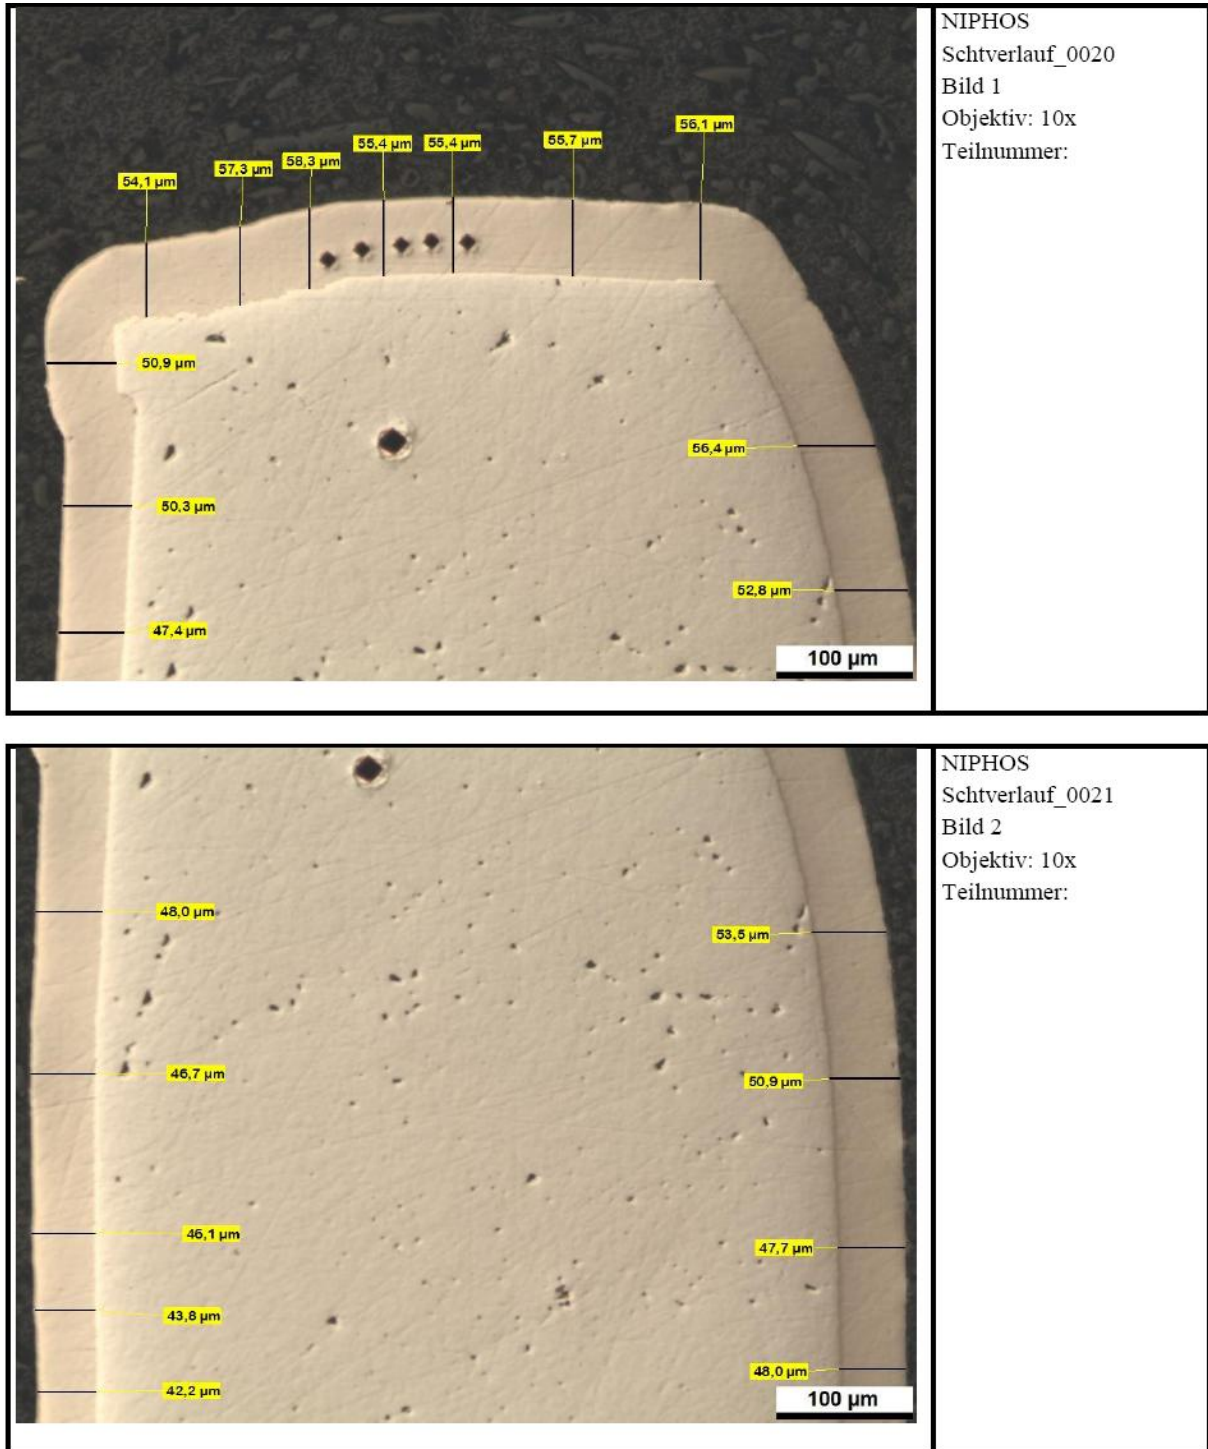 NIPHOS
Schtverlauf_0020
Bild 1
Objektiv: 10x
Teilnummer:
56,1 µm
55,4 µm
55,4 µm
55,7 µm
58,3 µm
57,3 µm
54,1 µm
50,9 µm
56,4 µm
50,3 µm
52,8 µm
47,4 µm
100 µm
NIPHOS
Schtverlauf_0021
Bild 2
Objektiv: 10x
Teilnummer:
48,0 µm
53,5 µm
46,7 µm
50,9 µm
46,1 µm
47,7 µm
43,8 µm
48,0 µm
42,2 µm
100 µm